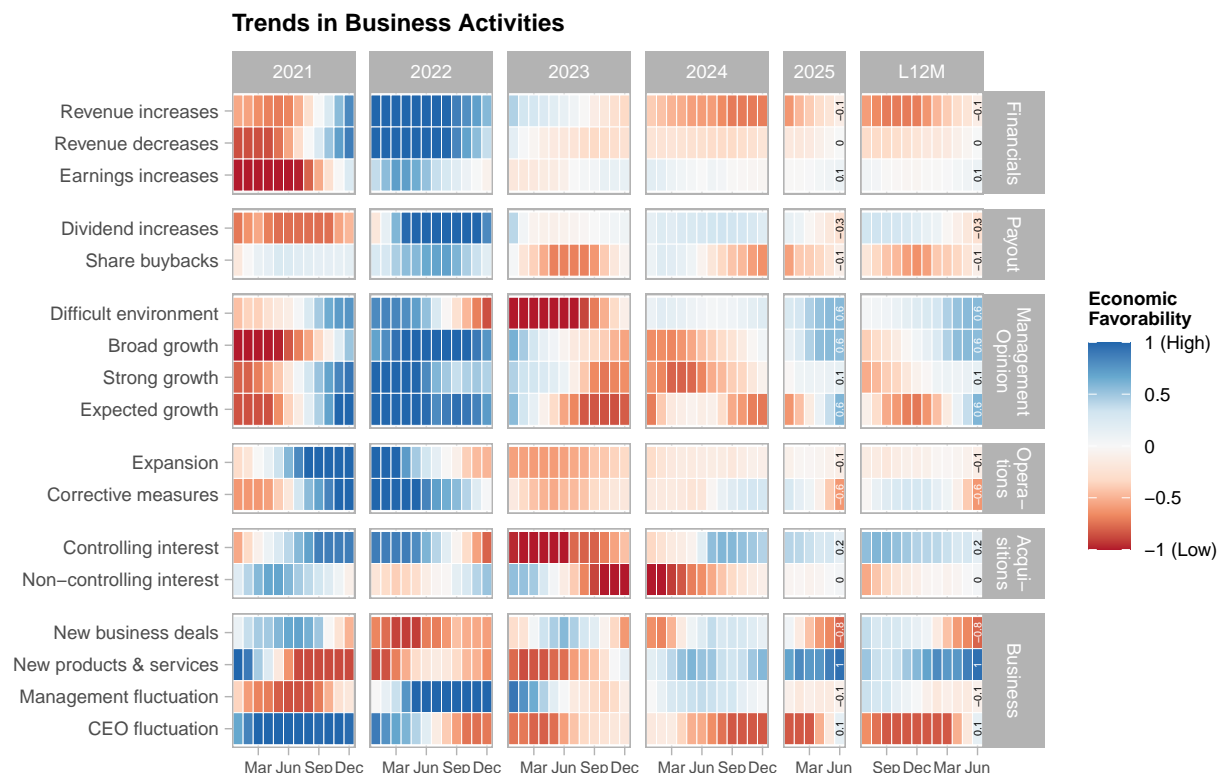 Trends in Business Activities
2021 2022 2023 2024 2025 L12M
Revenue increases −0.1 −0.1
Revenue decreases 0 0
Earnings increases 0.1 0.1
Financials
Dividend increases −0.3 −0.3
Share buybacks −0.1 −0.1
Payout
Difficult environment 0.6 0.6
Broad growth 0.6 0.6
Strong growth 0.1 0.1
Expected growth 0.6 0.6
Management
Opinion
Expansion −0.1 −0.1
Corrective measures −0.6 −0.6
Opera−
tions
Controlling interest 0.2 0.2
Non−controlling interest 0 0
Acqui−
sitions
New business deals −0.8 −0.8
New products & services 1 1
Management fluctuation −0.1 −0.1
CEO fluctuation 0.1 0.1
Business
Mar Jun Sep Dec Mar Jun Sep Dec Mar Jun Sep Dec Mar Jun Sep Dec Mar Jun Sep Dec Mar Jun
Economic
Favorability
1 (High)
0.5
0
−0.5
−1 (Low)